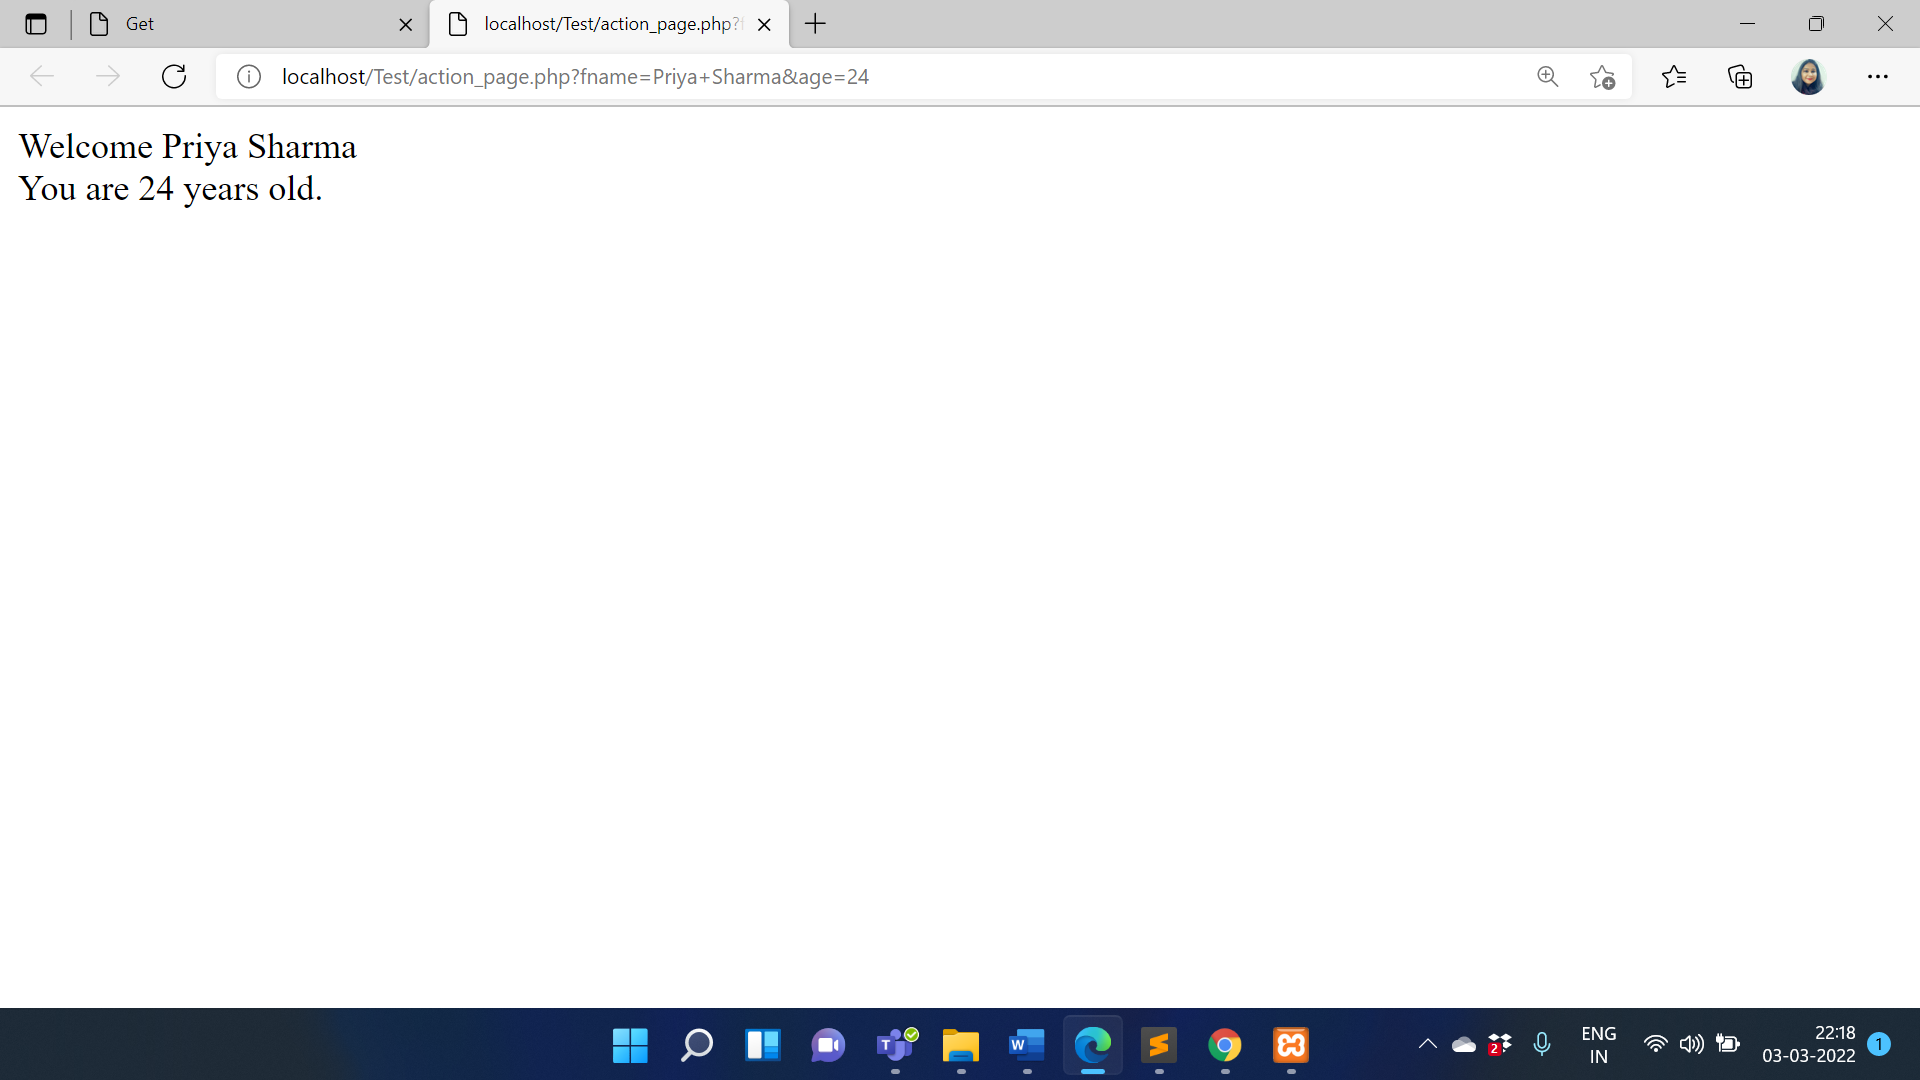 Get
localhost/Test/action_page.php?
localhost/Test/action_page.php?fname=Priya+Sharma&age=24
Welcome Priya Sharma
You are 24 years old.
T
W
2
ENG
IN
22:18
03-03-2022
1